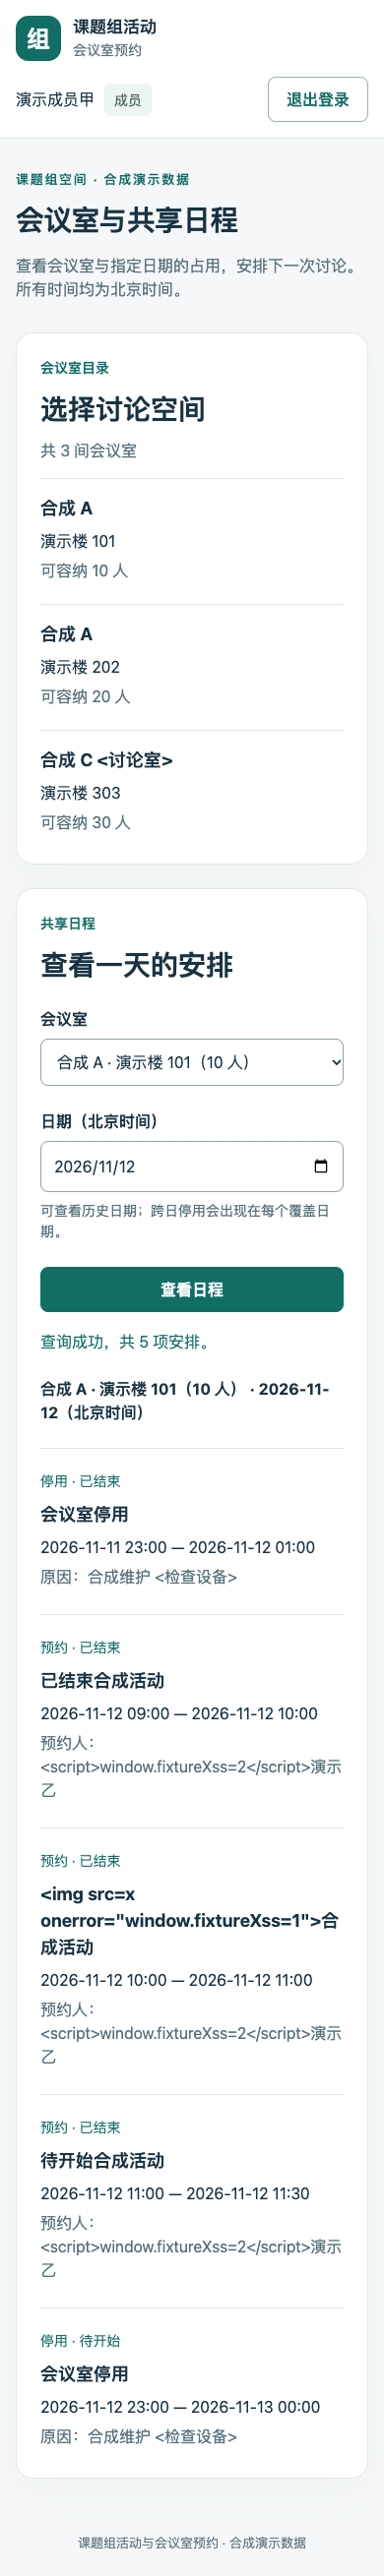 组
课题组活动
会议室预约
演示成员甲
成员
退出登录
课题组空间 · 合成演示数据
会议室与共享日程
查看会议室与指定日期的占用，安排下一次讨论。
所有时间均为北京时间。
会议室目录
选择讨论空间
共 3 间会议室
合成 A
演示楼 101
可容纳 10 人
合成 A
演示楼 202
可容纳 20 人
合成 C <讨论室>
演示楼 303
可容纳 30 人
共享日程
查看一天的安排
会议室
合成 A · 演示楼 101（10 人）
日期（北京时间）
2026/11/12
可查看历史日期；跨日停用会出现在每个覆盖日
期。
查看日程
查询成功，共 5 项安排。
合成 A · 演示楼 101（10 人） · 2026-11-
12（北京时间）
停用 · 已结束
会议室停用
2026-11-11 23:00 — 2026-11-12 01:00
原因：合成维护 <检查设备>
预约 · 已结束
已结束合成活动
2026-11-12 09:00 — 2026-11-12 10:00
预约人：
<script>window.fixtureXss=2</script>演示
乙
预约 · 已结束
<img src=x
onerror="window.fixtureXss=1">合
成活动
2026-11-12 10:00 — 2026-11-12 11:00
预约人：
<script>window.fixtureXss=2</script>演示
乙
预约 · 已结束
待开始合成活动
2026-11-12 11:00 — 2026-11-12 11:30
预约人：
<script>window.fixtureXss=2</script>演示
乙
停用 · 待开始
会议室停用
2026-11-12 23:00 — 2026-11-13 00:00
原因：合成维护 <检查设备>
课题组活动与会议室预约 · 合成演示数据